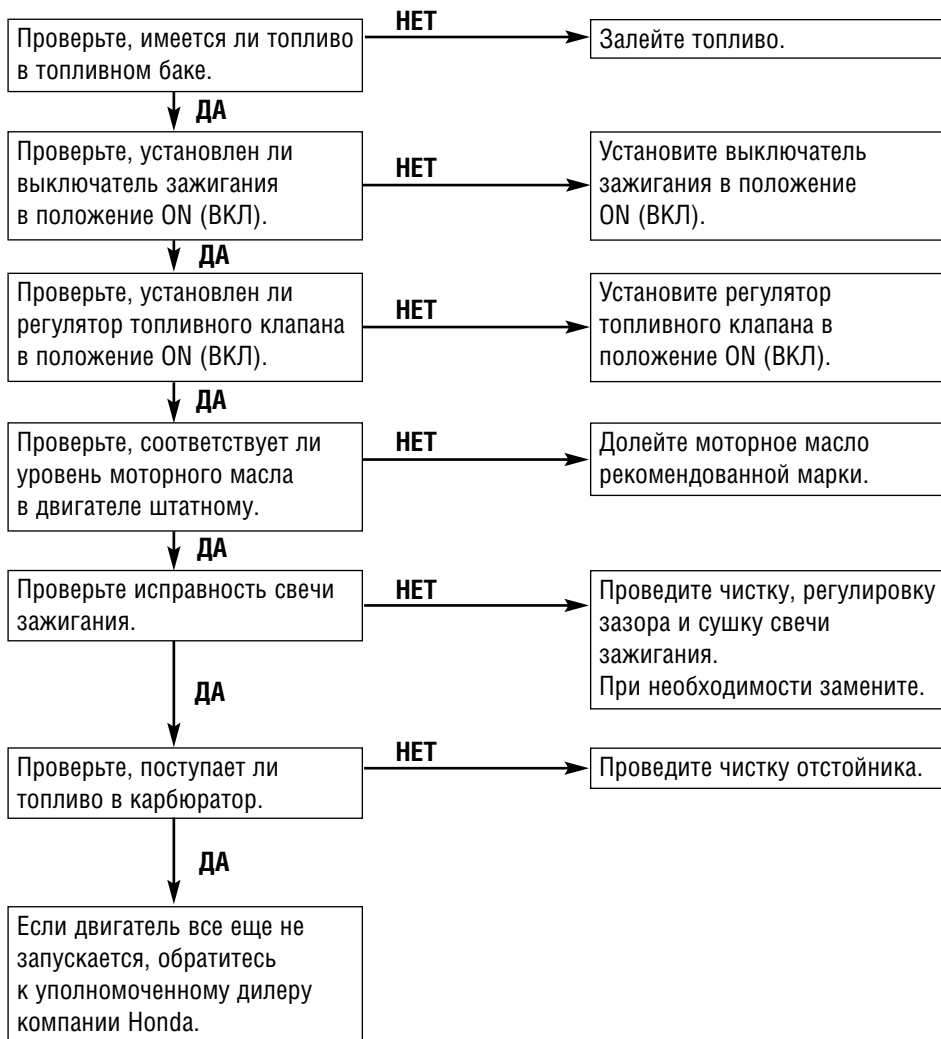 Проверьте, имеется ли топливо
в топливном баке.
НЕТ
Залейте топливо.
ДА
Проверьте, установлен ли
выключатель зажигания
в положение ON (ВКЛ).
НЕТ
Установите выключатель
зажигания в положение
ON (ВКЛ).
ДА
Проверьте, установлен ли
регулятор топливного клапана
в положение ON (ВКЛ).
НЕТ
Установите регулятор
топливного клапана в
положение ON (ВКЛ).
ДА
Проверьте, соответствует ли
уровень моторного масла
в двигателе штатному.
НЕТ
Долейте моторное масло
рекомендованной марки.
ДА
Проверьте исправность свечи
зажигания.
НЕТ
Проведите чистку, регулировку
зазора и сушку свечи
зажигания.
При необходимости замените.
ДА
Проверьте, поступает ли
топливо в карбюратор.
НЕТ
Проведите чистку отстойника.
ДА
Если двигатель все еще не
запускается, обратитесь
к уполномоченному дилеру
компании Honda.